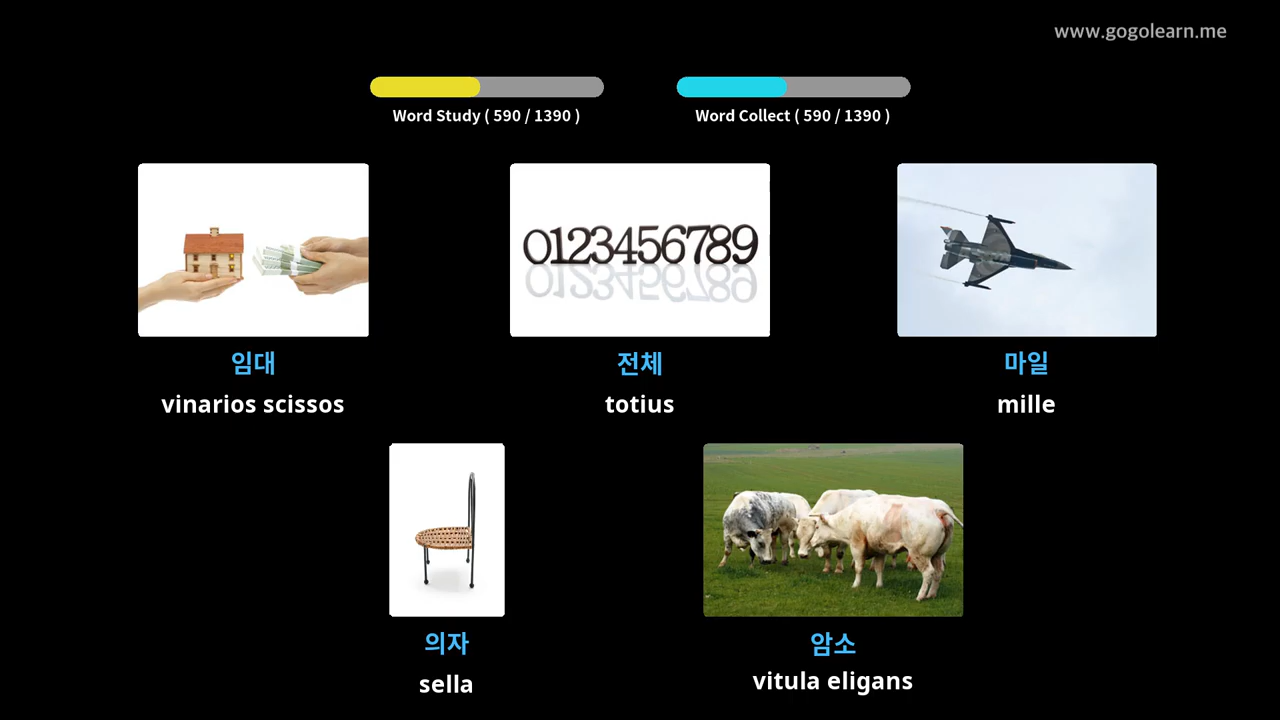 www.gogolearn.me
Word Study ( 590 / 1390 )
Word Collect ( 590 / 1390 )
0123456789
임대
전체
마일
vinarios scissos
totius
mille
의자
암소
sella
vitula eligans